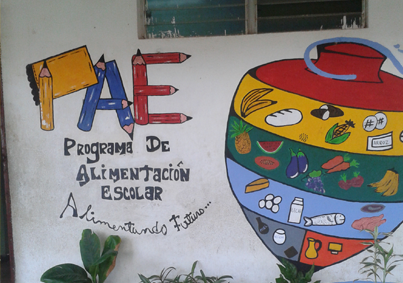 PAE
PROGRAMA DE
ALIMENTACIÓN
ESCOLAR
Alimentando Futuro...